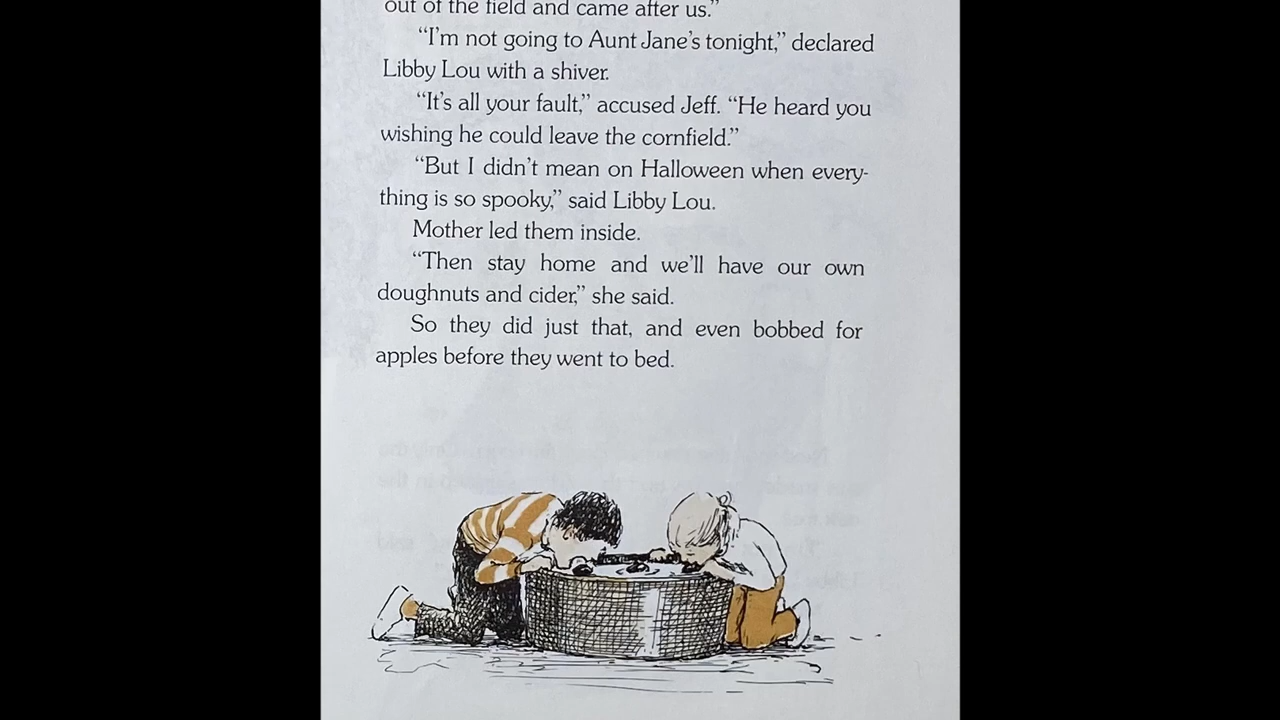 out of the field and came after us.”
“I’m not going to Aunt Jane’s tonight,” declared
Libby Lou with a shiver.
“It’s all your fault,” accused Jeff. “He heard you
wishing he could leave the cornfield.”
“But I didn’t mean on Halloween when every-
thing is so spooky,” said Libby Lou.
Mother led them inside.
“Then stay home and we’ll have our own
doughnuts and cider,” she said.
So they did just that, and even bobbed for
apples before they went to bed.